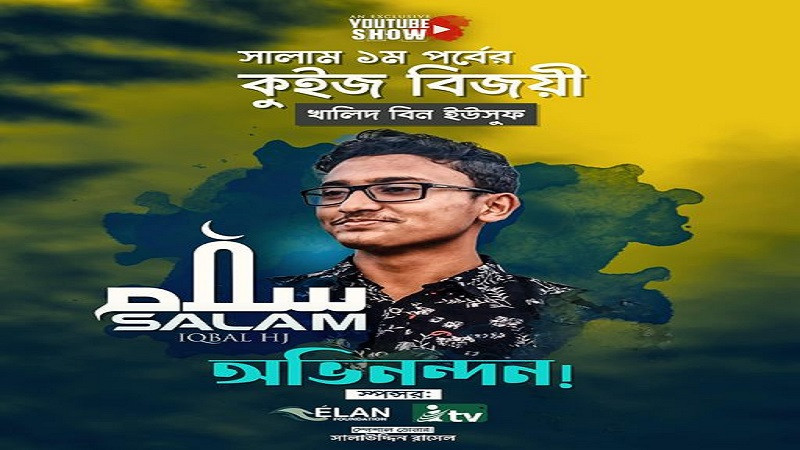 AN EXCLUSIVE
YOUTUBE
SHOW
সালাম ১ম পর্বের
কুইজ বিজয়ী
খালিদ বিন ইউসুফ
سلام
SALAM
IQBAL HJ
অভিনন্দন!
স্পন্সর:
ÉLAN
FOUNDATION
tv
স্পেশাল ডোনার
সালাউদ্দিন রাসেল